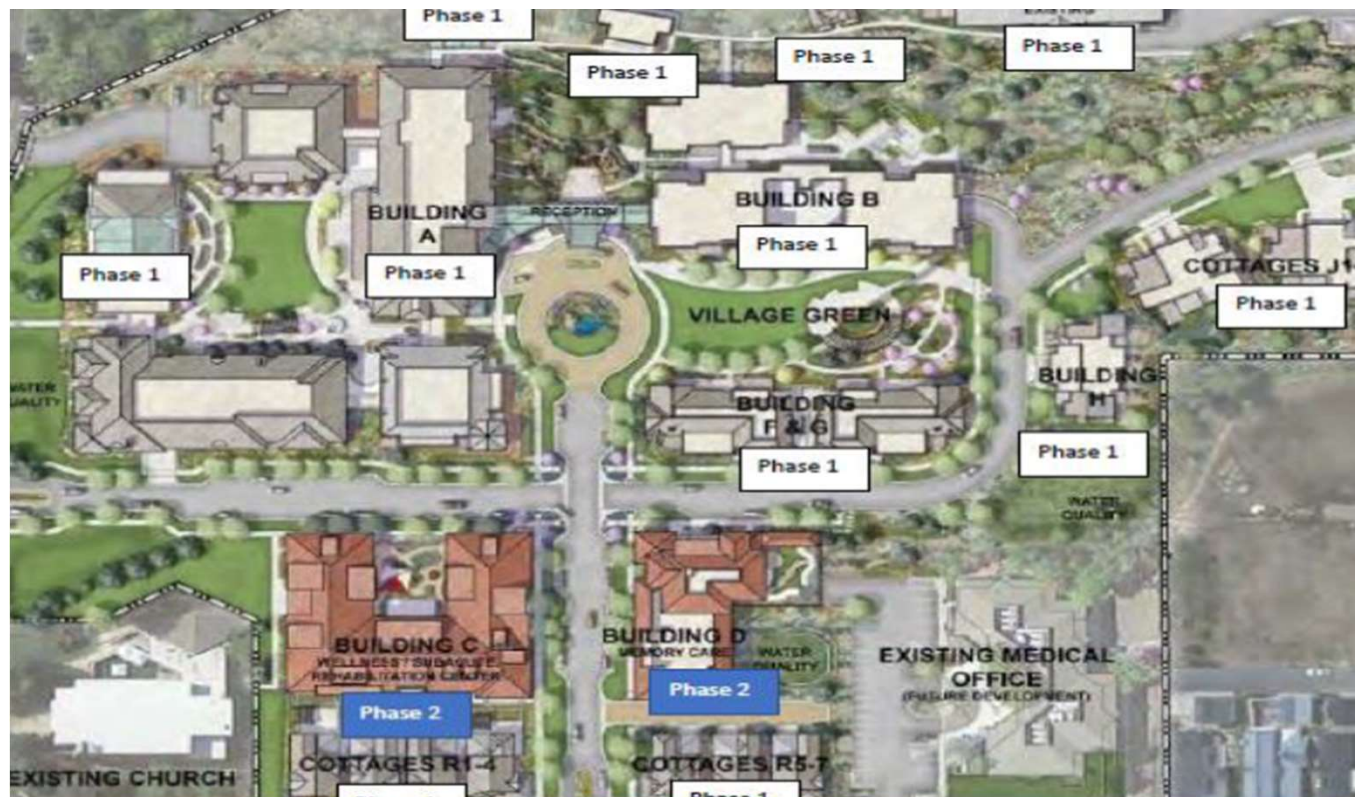 Phase 1
EXISTING
Phase 1
Phase 1
Phase 1
BUILDING
A
RECEPTION
BUILDING B
Phase 1
Phase 1
Phase 1
COTTAGES J1-
Phase 1
VILLAGE GREEN
WATER
QUALITY
BUILDING
H
BUILDING
F & G
Phase 1
Phase 1
WATER
QUALITY
BUILDING C
WELLNESS / SUBACUTE
REHABILITATION CENTER
Phase 2
BUILDING D
MEMORY CARE
WATER
QUALITY
Phase 2
EXISTING MEDICAL
OFFICE
(FUTURE DEVELOPMENT)
EXISTING CHURCH
COTTAGES R1-4
COTTAGES R5-7
Phase 1